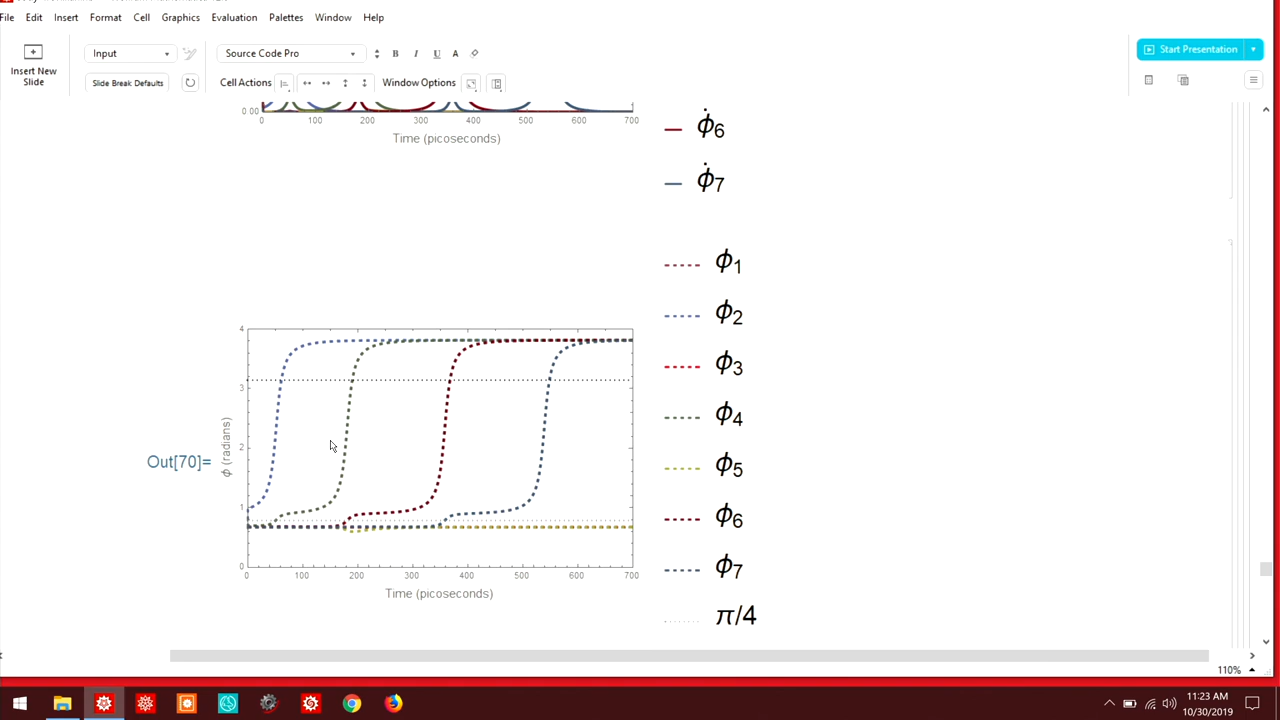 File Edit Insert Format Cell Graphics Evaluation Palettes Window Help
Insert New Slide
Input
Slide Break Defaults
Source Code Pro
B I U A
Cell Actions
Window Options
Start Presentation
0.00
0 100 200 300 400 500 600 700
Time (picoseconds)
ϕ̇6
ϕ̇7
Out[70]=
ϕ (radians)
4
3
2
1
0
0 100 200 300 400 500 600 700
Time (picoseconds)
ϕ1
ϕ2
ϕ3
ϕ4
ϕ5
ϕ6
ϕ7
π/4
110%
11:23 AM
10/30/2019